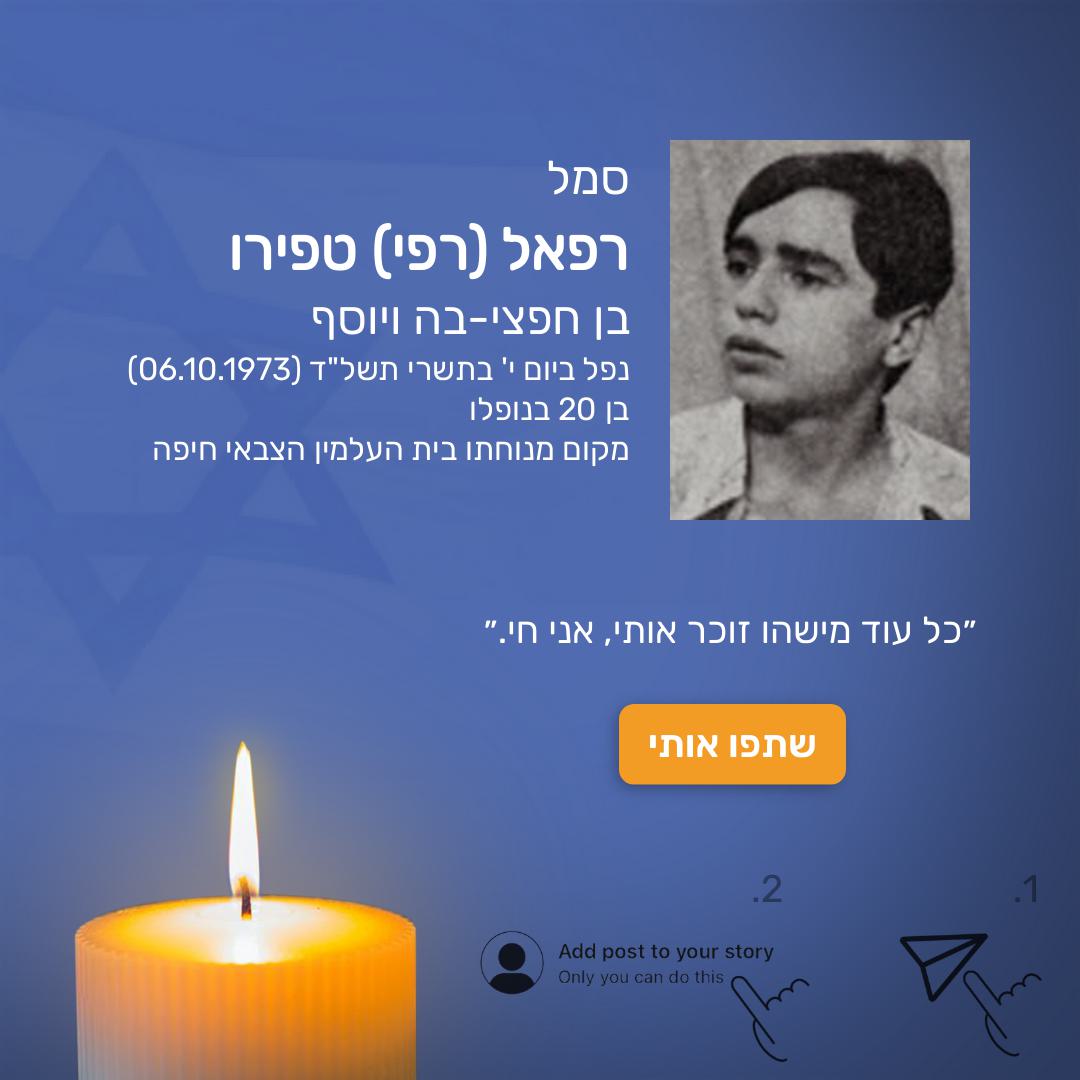 סמל
רפאל (רפי) טפירו
בן חפצי-בה ויוסף
נפל ביום י' בתשרי תשל"ד (06.10.1973)
בן 20 בנופלו
מקום מנוחתו בית העלמין הצבאי חיפה
״כל עוד מישהו זוכר אותי, אני חי.״
שתפו אותי
1.
2.
Add post to your story
Only you can do this